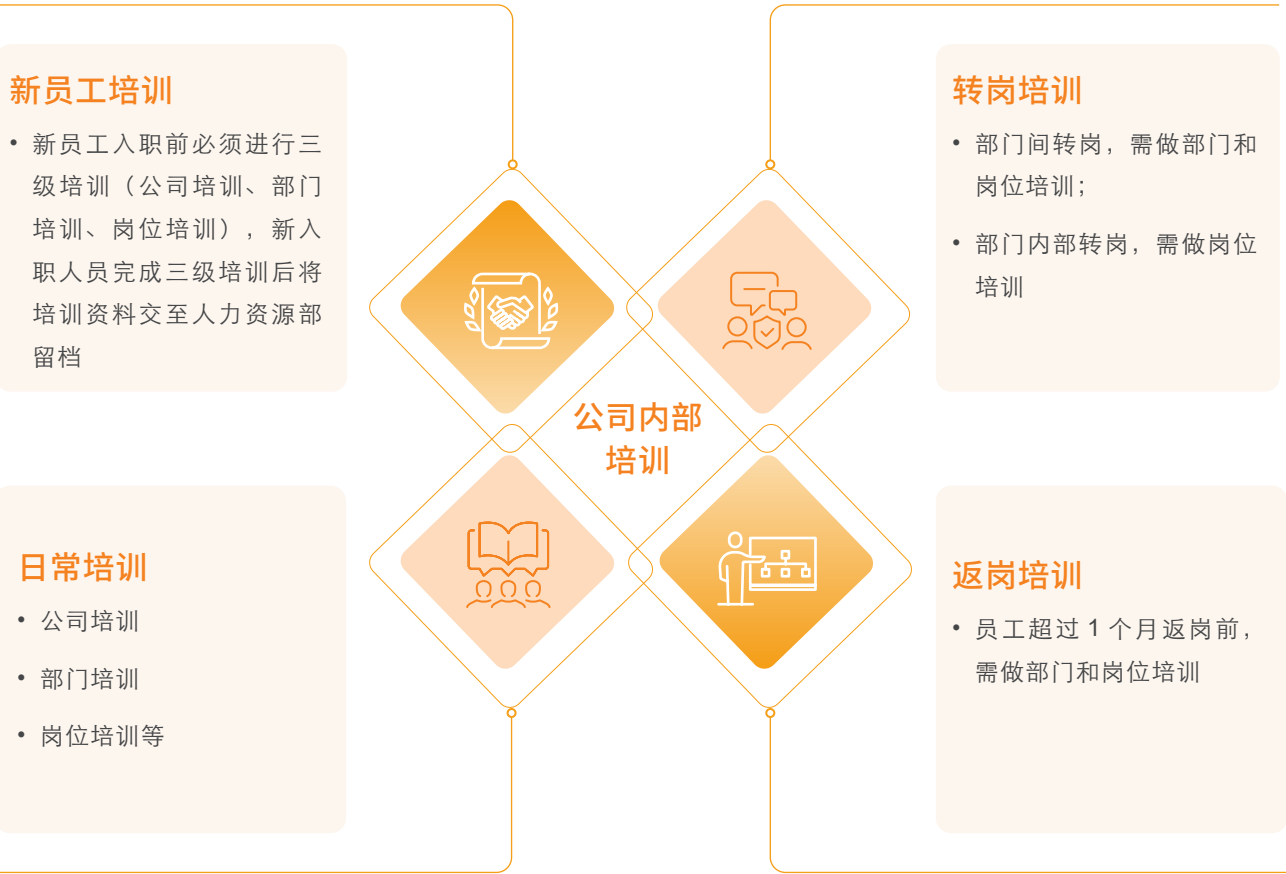 新员工培训
• 新员工入职前必须进行三
级培训（公司培训、部门
培训、岗位培训），新入
职人员完成三级培训后将
培训资料交至人力资源部
留档
转岗培训
• 部门间转岗，需做部门和
岗位培训；
• 部门内部转岗，需做岗位
培训
公司内部
培训
日常培训
• 公司培训
• 部门培训
• 岗位培训等
返岗培训
• 员工超过 1 个月返岗前，
需做部门和岗位培训